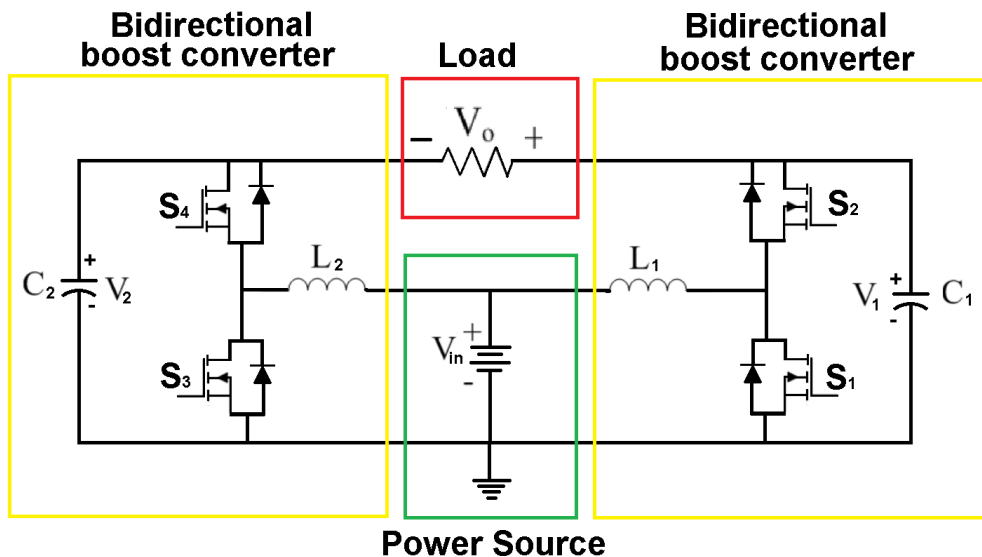 Bidirectional
boost converter
Load
Bidirectional
boost converter
− Vo +
S4
S2
L2
L1
C2
+
V2
-
Vin
+
-
V1
+
-
C1
S3
S1
Power Source